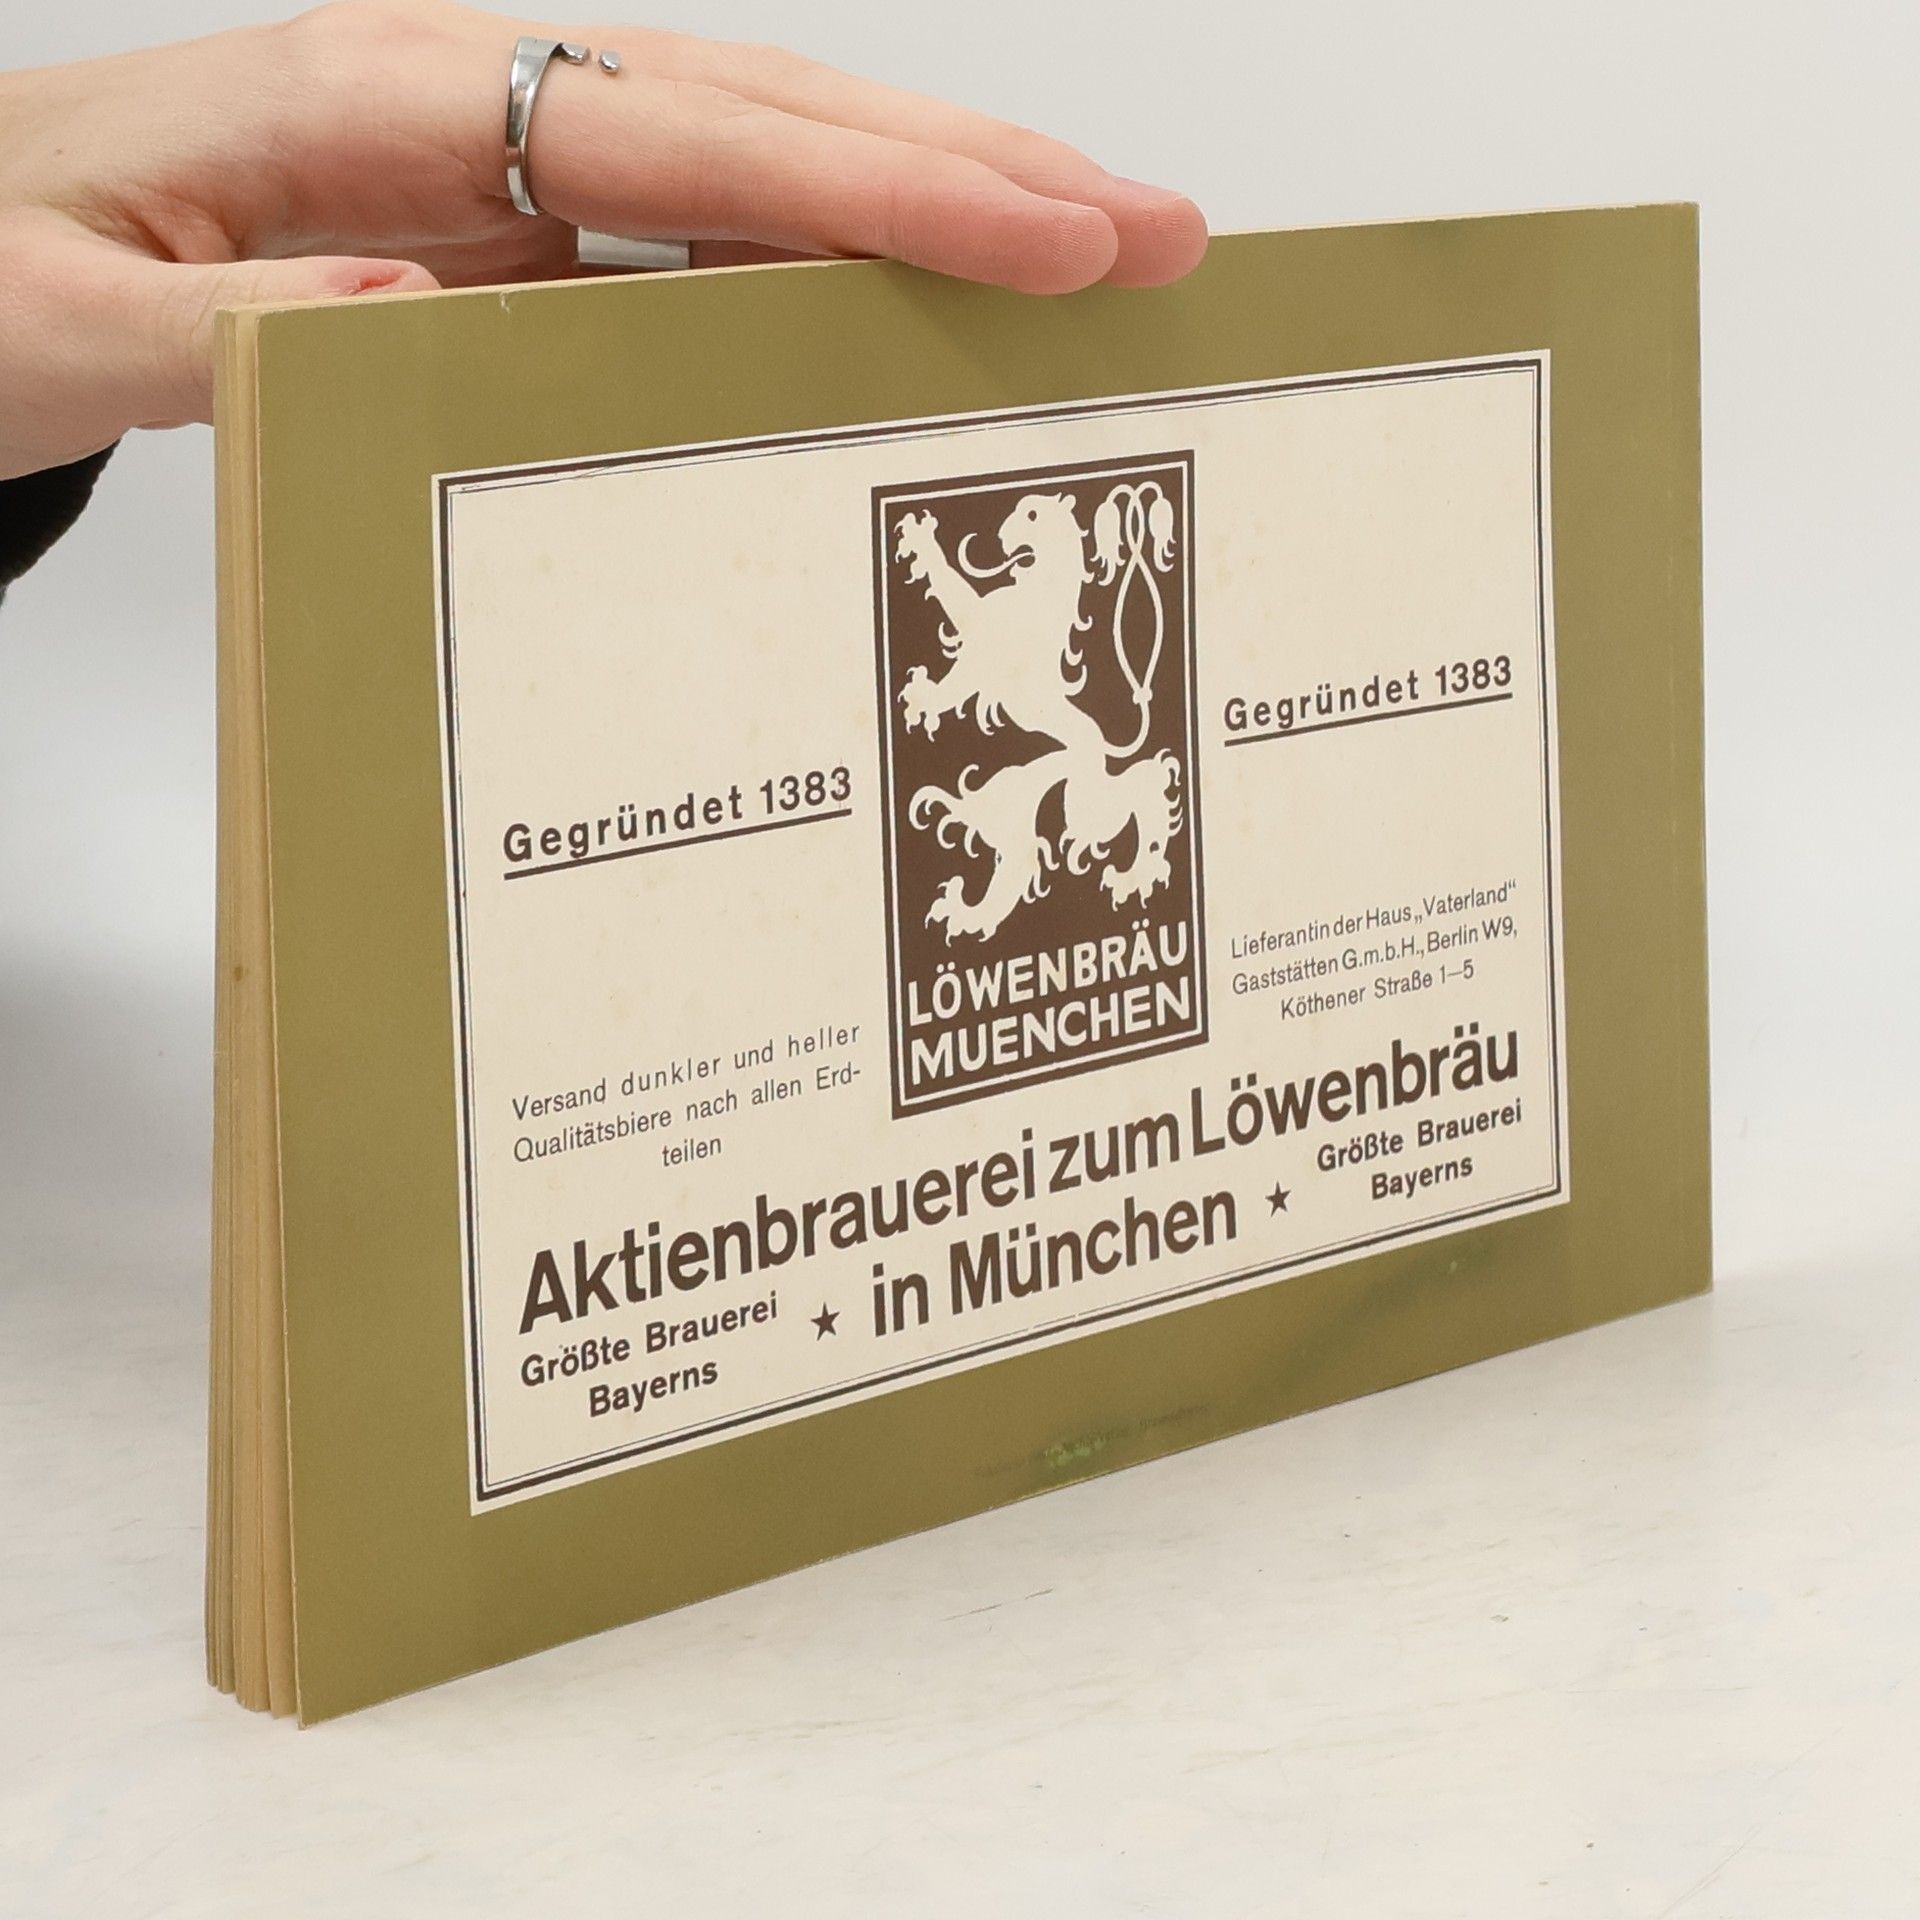 Gegründet 1383
Gegründet 1383
LÖWENBRÄU
MUENCHEN
Versand dunkler und heller
Qualitätsbiere nach allen Erd-
teilen
Lieferantin der Haus „Vaterland“
Gaststätten G.m.b.H., Berlin W9,
Köthener Straße 1—5
Aktienbrauerei zum Löwenbräu
in München
Größte Brauerei
Bayerns
Größte Brauerei
Bayerns